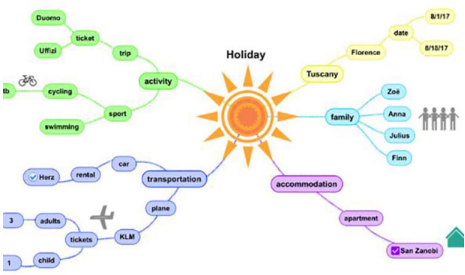 Holiday
Duomo
ticket
Uffizi
trip
activity
tb
cycling
sport
swimming
8/1/17
date
Florence
8/18/17
Tuscany
Zoë
family
Anna
Julius
Finn
car
rental
Herz
transportation
plane
3
adults
tickets
KLM
child
1
accommodation
apartment
San Zanobi